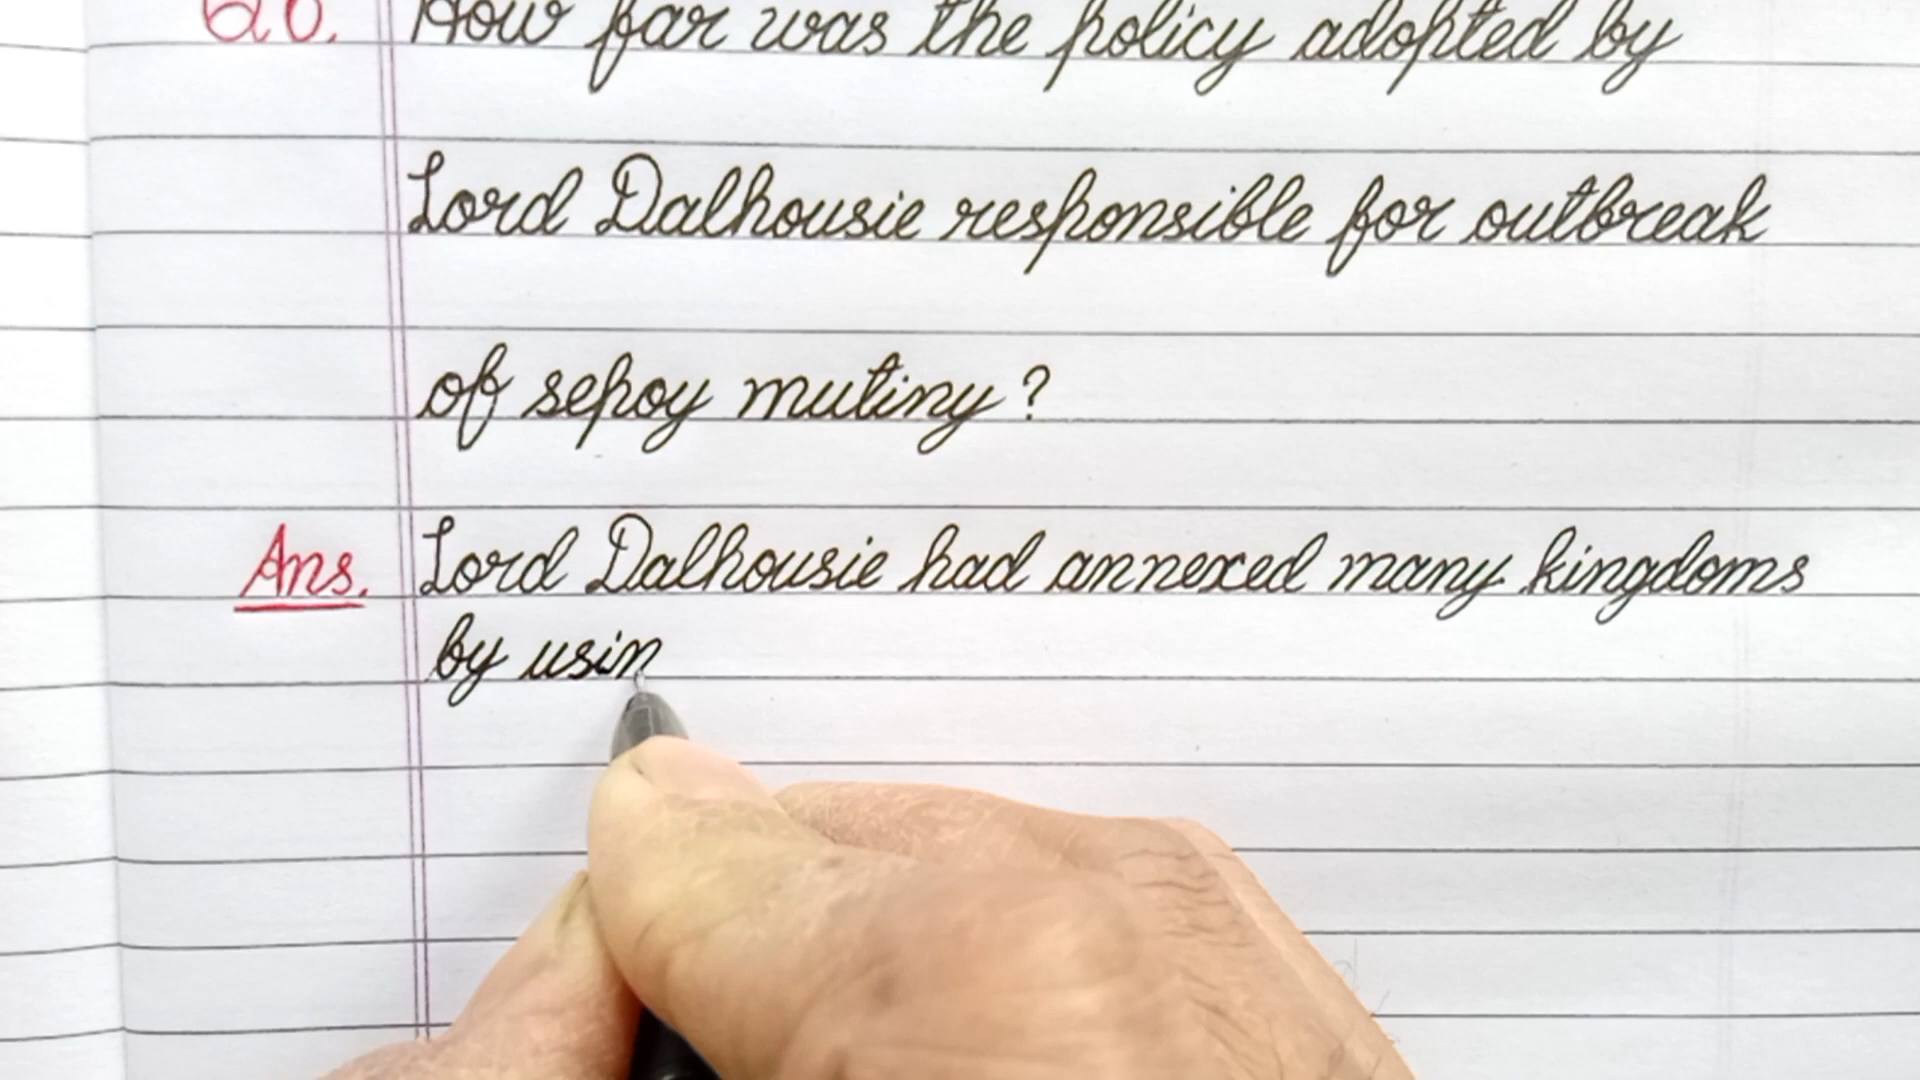 How far was the policy adopted by
Lord Dalhousie responsible for outbreak
of sepoy mutiny?
Ans. Lord Dalhousie had annexed many kingdoms
by usin